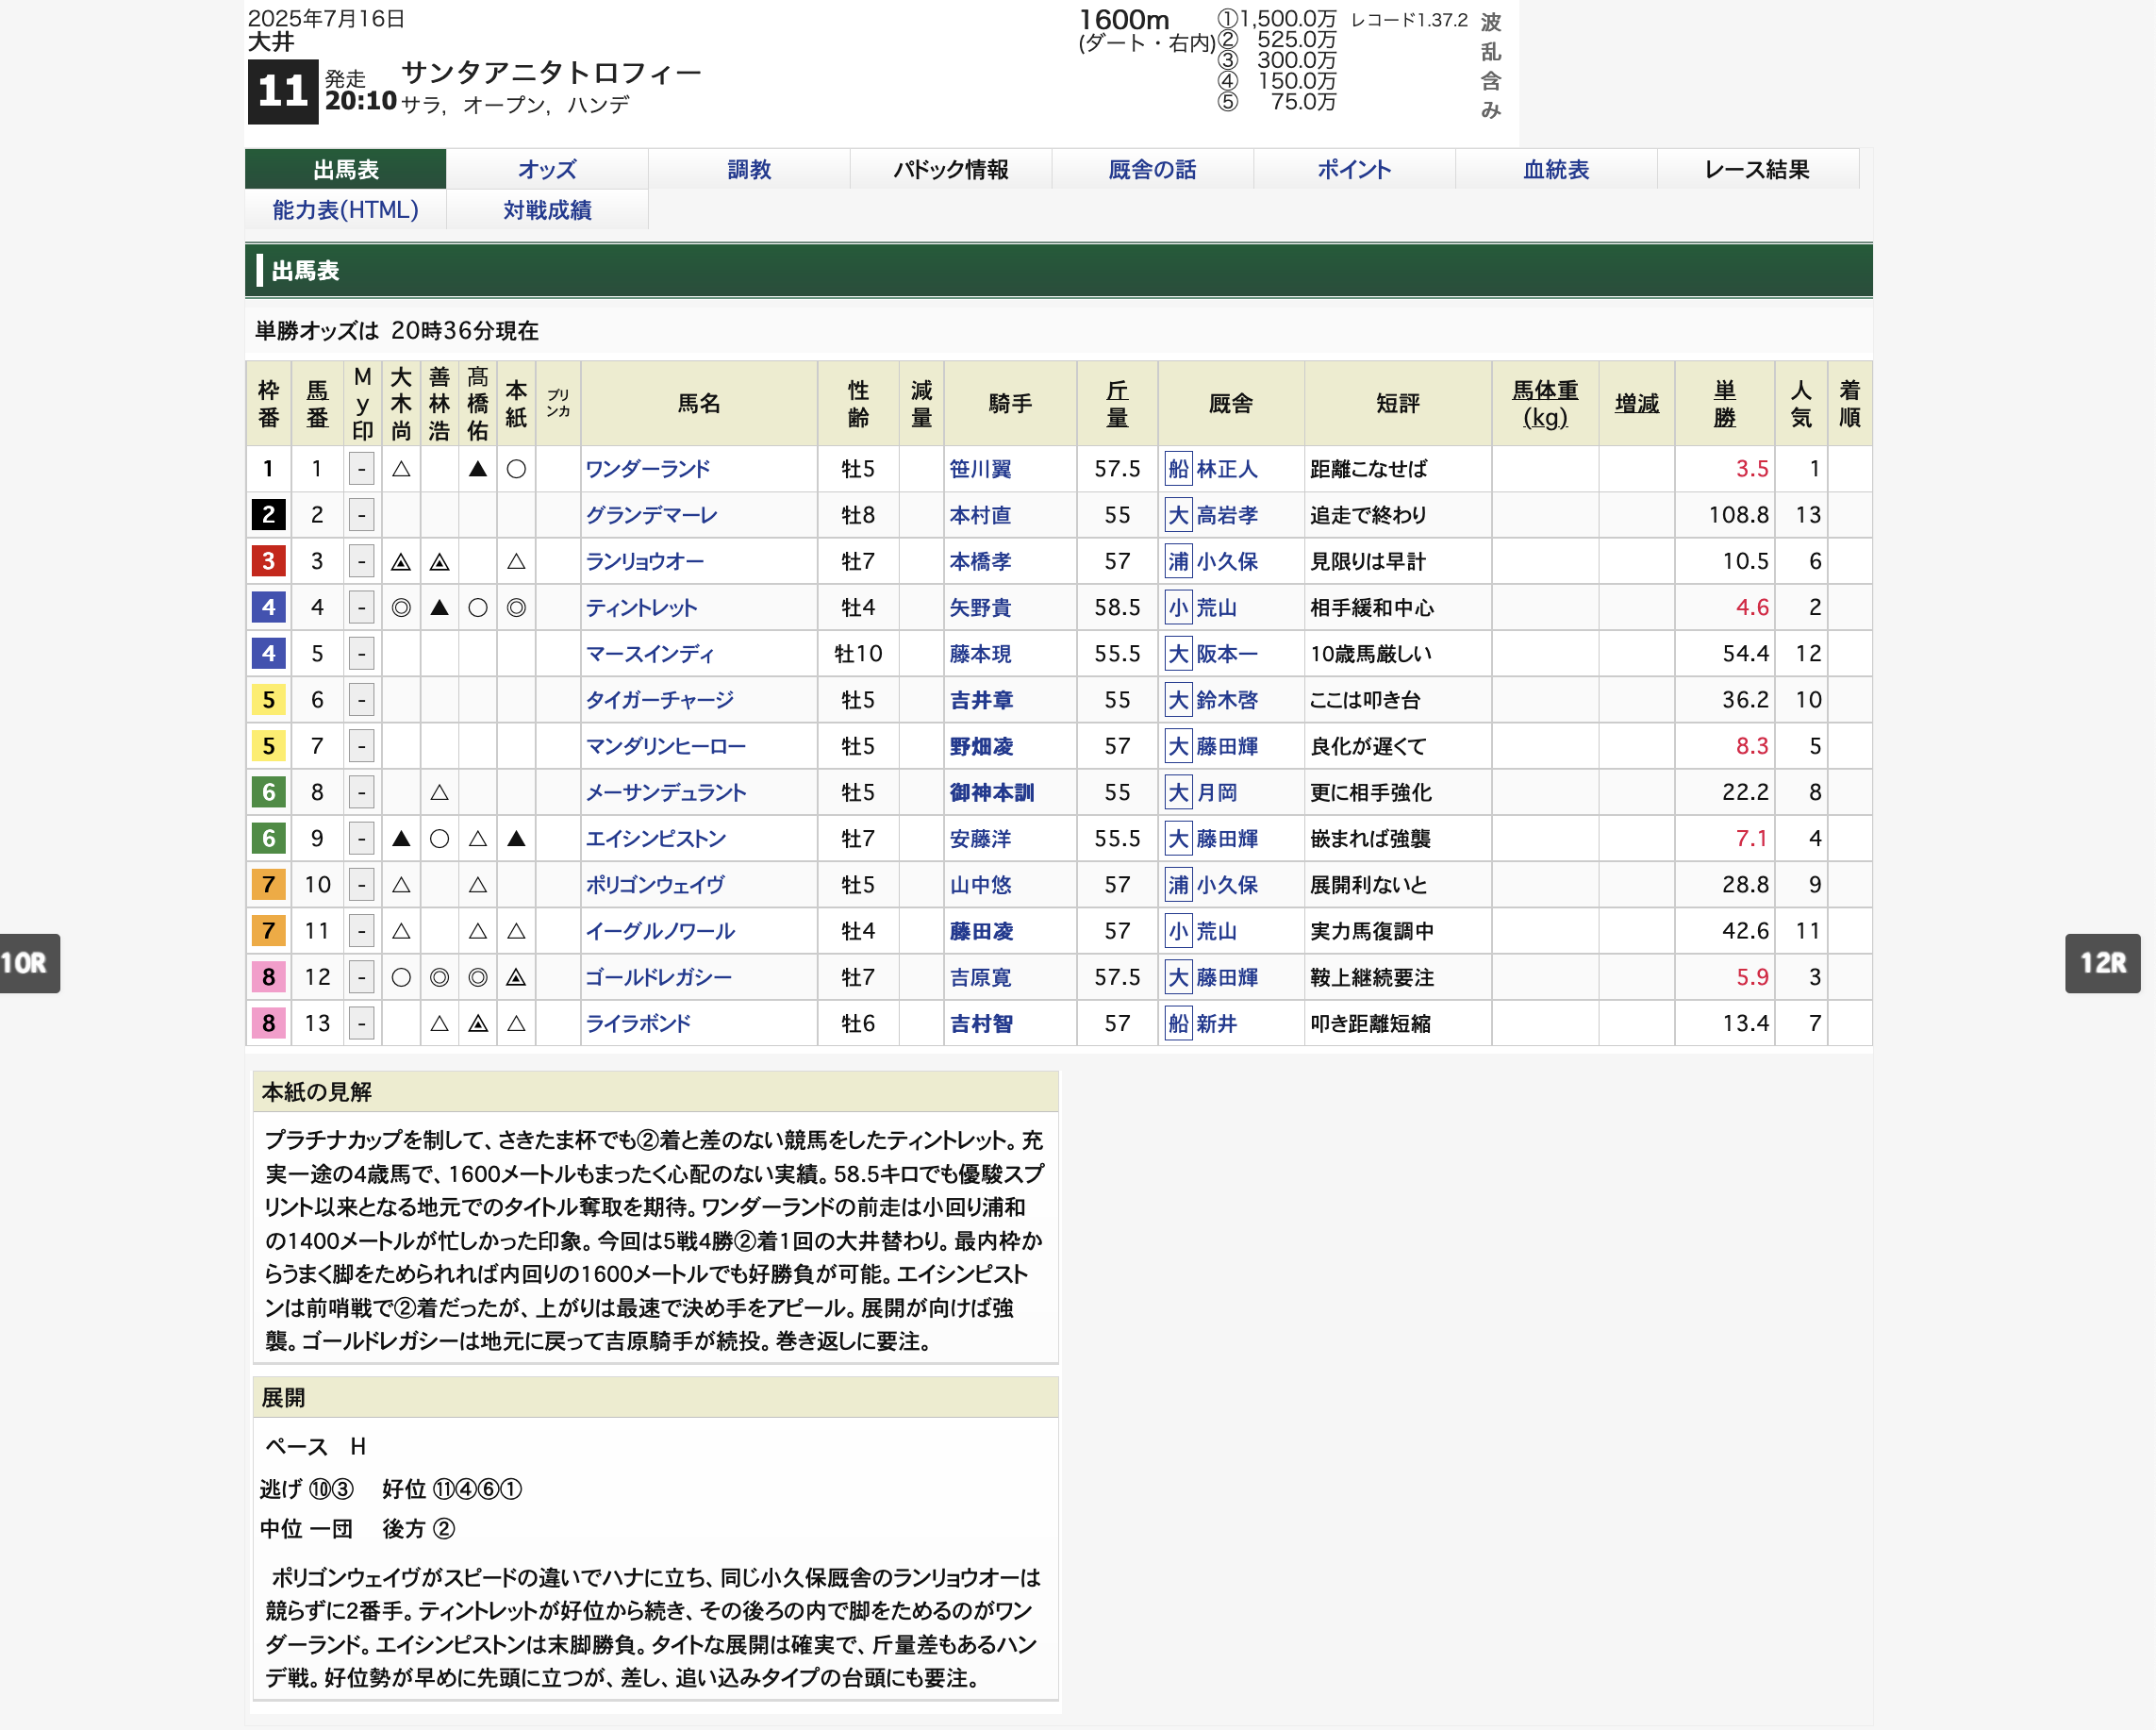 2025年7月16日
大井
11 発走 20:10 サンタアニタトロフィー
サラ, オープン, ハンデ
1600m
(ダート・右内)
①1,500.0万
② 525.0万
③ 300.0万
④ 150.0万
⑤ 75.0万
レコード1.37.2
波乱含み
出馬表 オッズ 調教 パドック情報 厩舎の話 ポイント 血統表 レース結果
能力表(HTML) 対戦成績
出馬表
単勝オッズは 20時36分現在
枠番 馬番 My印 大木尚 善林浩 髙橋佑 本紙 ブリンカ 馬名 性齢 減量 騎手 斤量 厩舎 短評 馬体重(kg) 増減 単勝 人気 着順
1 1 - △ ▲ ○ ワンダーランド 牡5 笹川翼 57.5 船 林正人 距離こなせば 3.5 1
2 2 - グランデマーレ 牡8 本村直 55 大 高岩孝 追走で終わり 108.8 13
3 3 - ◬ ◬ △ ランリョウオー 牡7 本橋孝 57 浦 小久保 見限りは早計 10.5 6
4 4 - ◎ ▲ ○ ◎ ティントレット 牡4 矢野貴 58.5 小 荒山 相手緩和中心 4.6 2
4 5 - マースインディ 牡10 藤本現 55.5 大 阪本一 10歳馬厳しい 54.4 12
5 6 - タイガーチャージ 牡5 吉井章 55 大 鈴木啓 ここは叩き台 36.2 10
5 7 - マンダリンヒーロー 牡5 野畑凌 57 大 藤田輝 良化が遅くて 8.3 5
6 8 - △ メーサンデュラント 牡5 御神本訓 55 大 月岡 更に相手強化 22.2 8
6 9 - ▲ ○ △ ▲ エイシンピストン 牡7 安藤洋 55.5 大 藤田輝 嵌まれば強襲 7.1 4
7 10 - △ △ ポリゴンウェイヴ 牡5 山中悠 57 浦 小久保 展開利ないと 28.8 9
7 11 - △ △ △ イーグルノワール 牡4 藤田凌 57 小 荒山 実力馬復調中 42.6 11
8 12 - ○ ◎ ◎ ◬ ゴールドレガシー 牡7 吉原寛 57.5 大 藤田輝 鞍上継続要注 5.9 3
8 13 - △ ◬ △ ライラボンド 牡6 吉村智 57 船 新井 叩き距離短縮 13.4 7
10R
12R
本紙の見解
プラチナカップを制して、さきたま杯でも②着と差のない競馬をしたティントレット。充
実一途の4歳馬で、1600メートルもまったく心配のない実績。58.5キロでも優駿スプ
リント以来となる地元でのタイトル奪取を期待。ワンダーランドの前走は小回り浦和
の1400メートルが忙しかった印象。今回は5戦4勝②着1回の大井替わり。最内枠か
らうまく脚をためられれば内回りの1600メートルでも好勝負が可能。エイシンピスト
ンは前哨戦で②着だったが、上がりは最速で決め手をアピール。展開が向けば強
襲。ゴールドレガシーは地元に戻って吉原騎手が続投。巻き返しに要注。
展開
ペース H
逃げ ⑩③ 好位 ⑪④⑥①
中位 一団 後方 ②
ポリゴンウェイヴがスピードの違いでハナに立ち、同じ小久保厩舎のランリョウオーは
競らずに2番手。ティントレットが好位から続き、その後ろの内で脚をためるのがワン
ダーランド。エイシンピストンは末脚勝負。タイトな展開は確実で、斤量差もあるハン
デ戦。好位勢が早めに先頭に立つが、差し、追い込みタイプの台頭にも要注。